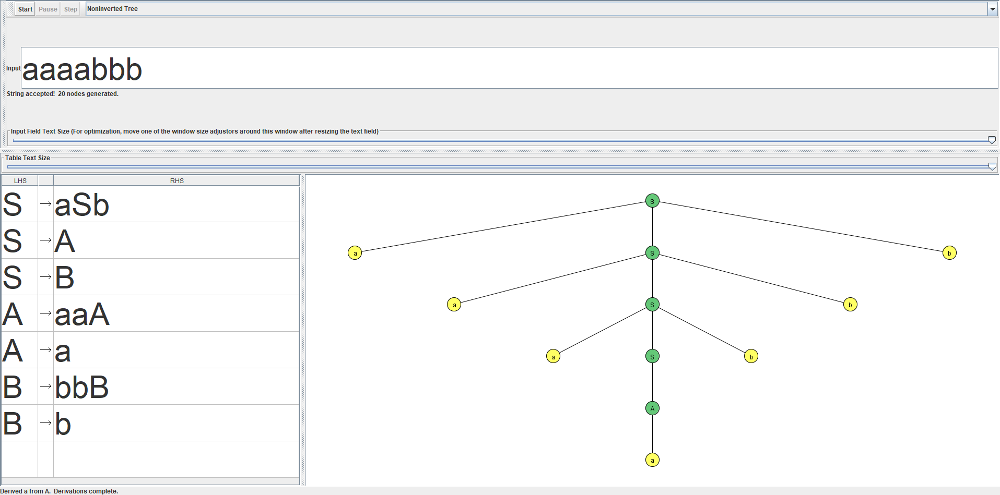 Start Pause Step Noninverted Tree
Input aaaabbb
String accepted! 20 nodes generated.
Input Field Text Size (For optimization, move one of the window size adjustors around this window after resizing the text field)
Table Text Size
LHS RHS
S → aSb
S → A
S → B
A → aaA
A → a
B → bbB
B → b
S
a S b
a S b
a S b
A
a
Derived a from A. Derivations complete.